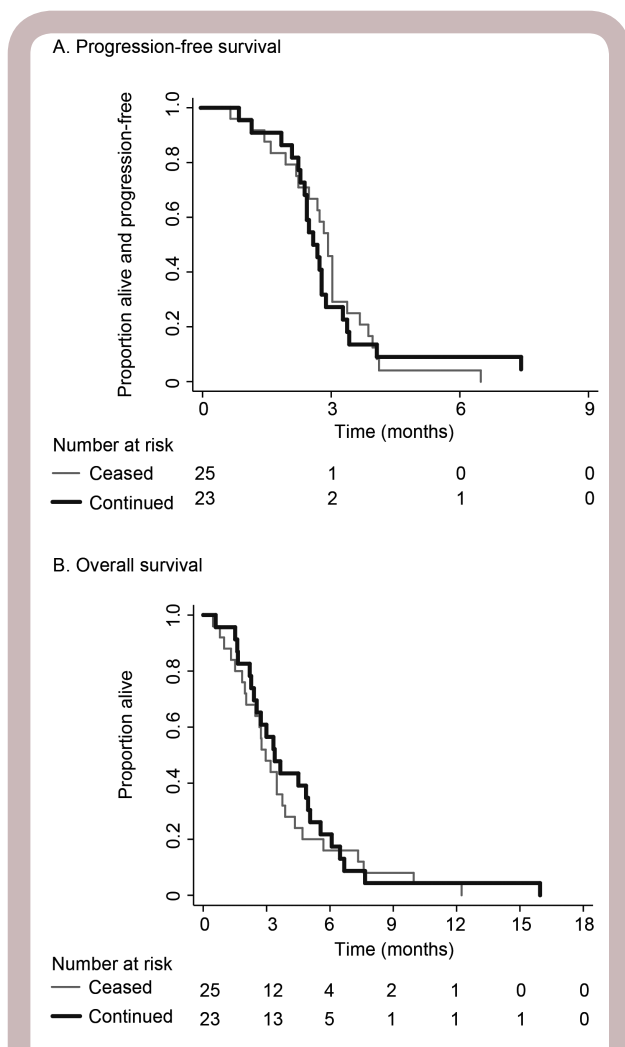 A. Progression-free survival
Proportion alive and progression-free
1.0
0.8
0.6
0.4
0.2
0
0 3 6 9
Time (months)
Number at risk
Ceased 25 1 0 0
Continued 23 2 1 0
B. Overall survival
Proportion alive
1.0
0.8
0.6
0.4
0.2
0
0 3 6 9 12 15 18
Time (months)
Number at risk
Ceased 25 12 4 2 1 0 0
Continued 23 13 5 1 1 1 0